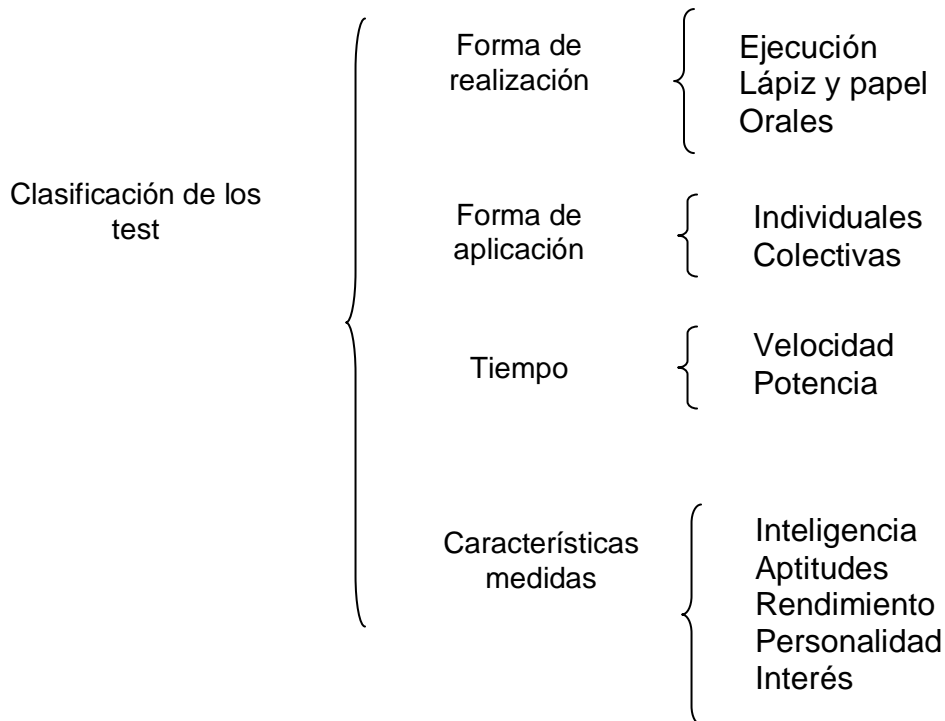 Clasificación de los
test
Forma de
realización
Ejecución
Lápiz y papel
Orales
Forma de
aplicación
Individuales
Colectivas
Tiempo
Velocidad
Potencia
Características
medidas
Inteligencia
Aptitudes
Rendimiento
Personalidad
Interés